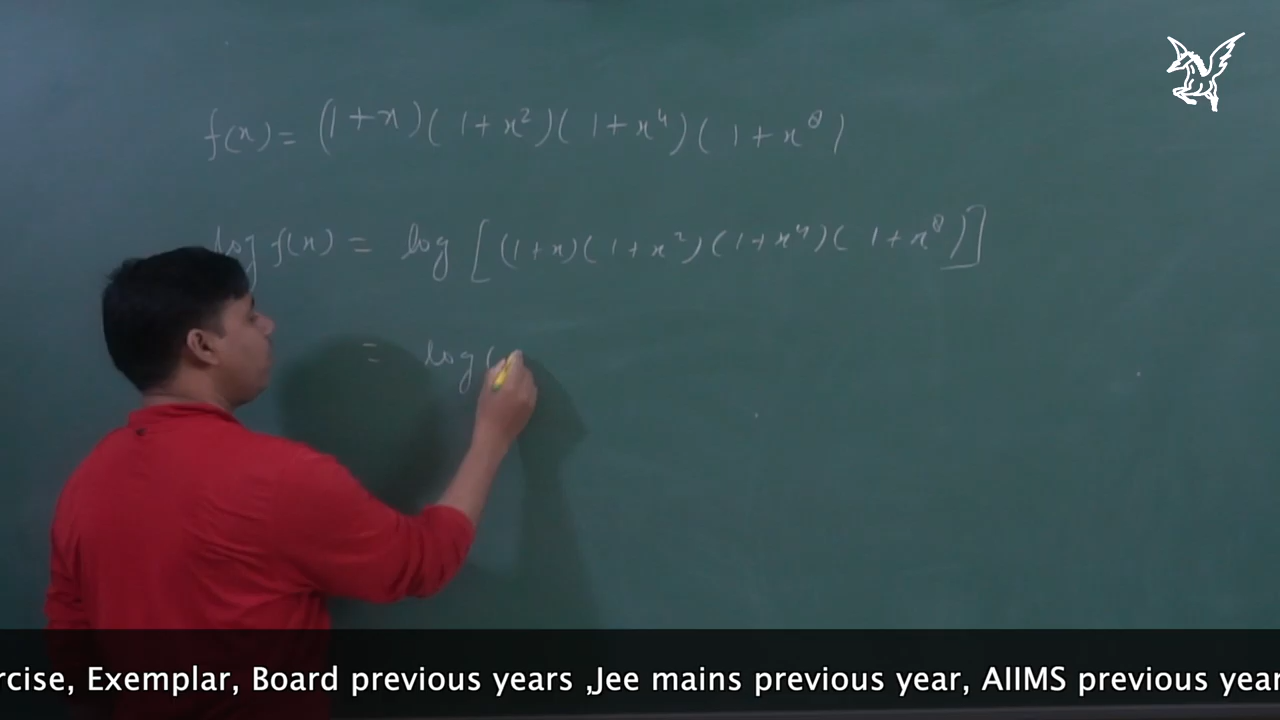 f(x) = (1+x)(1+x²)(1+x⁴)(1+x⁸)
log f(x) = log [(1+x)(1+x²)(1+x⁴)(1+x⁸)]
= log (
rcise, Exemplar, Board previous years ,Jee mains previous year, AIIMS previous year